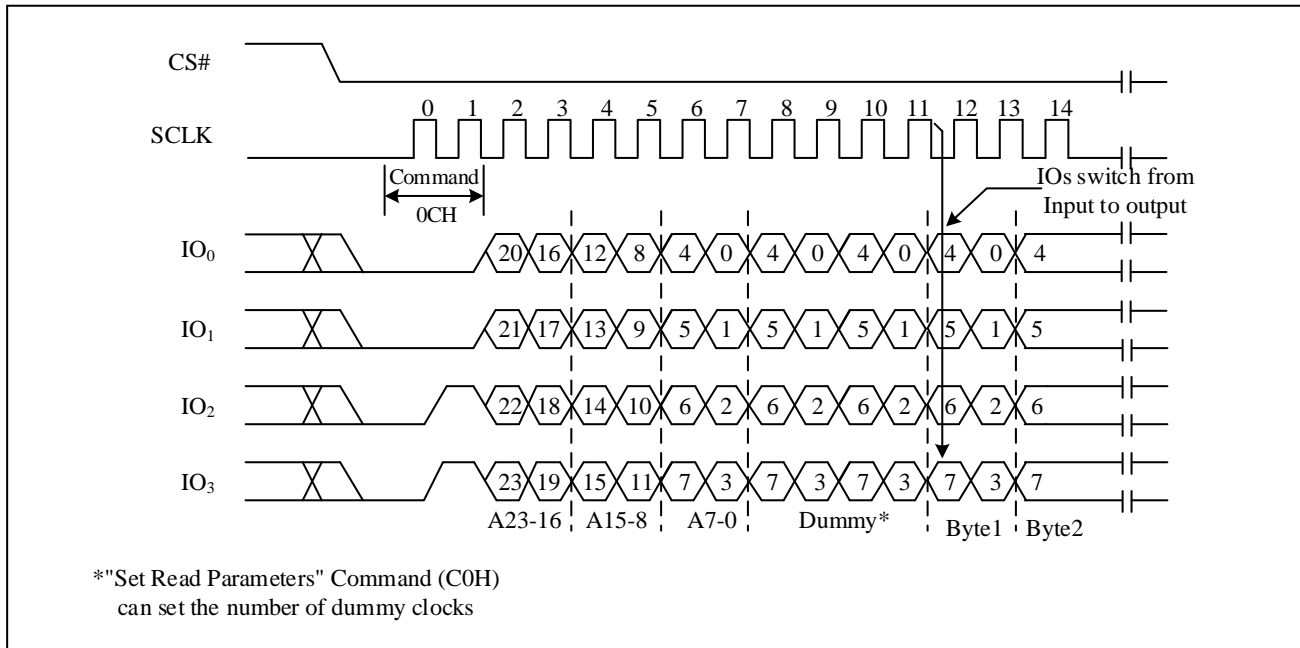 CS#
0 1 2 3 4 5 6 7 8 9 10 11 12 13 14
SCLK
Command
0CH
IOs switch from
Input to output
IO0 20 16 12 8 4 0 4 0 4 0 4 0 4
IO1 21 17 13 9 5 1 5 1 5 1 5 1 5
IO2 22 18 14 10 6 2 6 2 6 2 6 2 6
IO3 23 19 15 11 7 3 7 3 7 3 7 3 7
A23-16 A15-8 A7-0 Dummy* Byte1 Byte2
*"Set Read Parameters" Command (C0H)
can set the number of dummy clocks